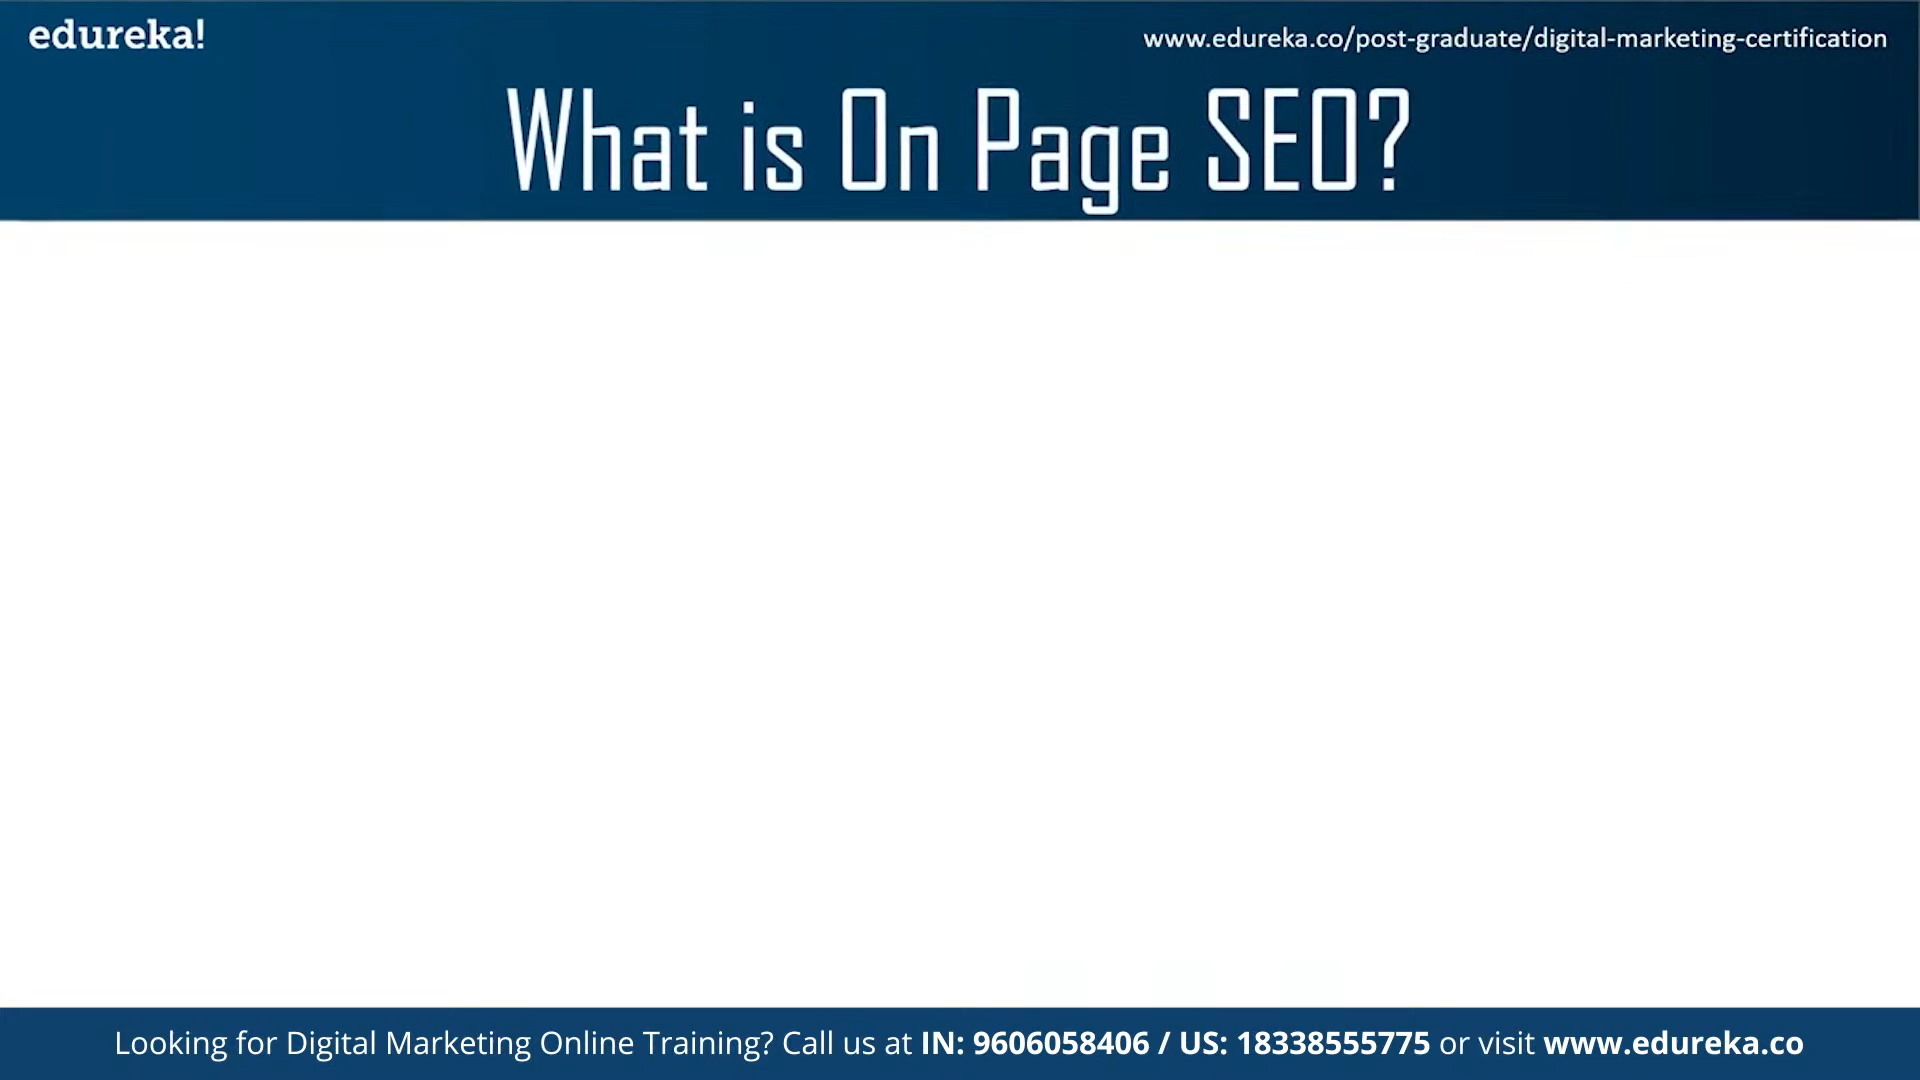 edureka!
www.edureka.co/post-graduate/digital-marketing-certification
What is On Page SEO?
Looking for Digital Marketing Online Training? Call us at IN: 9606058406 / US: 18338555775 or visit www.edureka.co